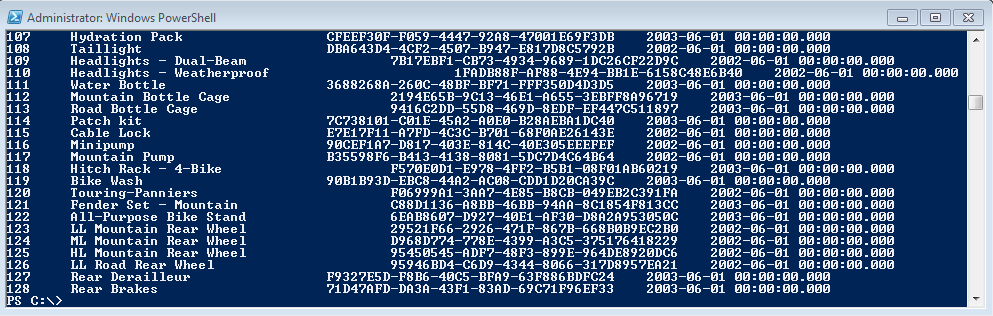 Administrator: Windows PowerShell
107 Hydration Pack CFEEF30F-F059-4447-92A8-47001E69F3DB 2003-06-01 00:00:00.000
108 Taillight DBA643D4-4CF2-4507-B947-E817D8C5792B 2002-06-01 00:00:00.000
109 Headlights - Dual-Beam 7B17EBF1-CB73-4934-9689-1DC26CF22D9C 2002-06-01 00:00:00.000
110 Headlights - Weatherproof 1FADB88F-AF88-4E94-BB1E-6158C48E6B40 2002-06-01 00:00:00.000
111 Water Bottle 3688268A-260C-48BF-BF71-FFF350D4D3D5 2003-06-01 00:00:00.000
112 Mountain Bottle Cage 2194E65B-9C13-46E1-A655-3EBFF8A96719 2003-06-01 00:00:00.000
113 Road Bottle Cage 9416C2DD-55D8-469D-8EDF-EF447C511897 2003-06-01 00:00:00.000
114 Patch kit 7C738101-C01E-45A2-A0E0-B28AEBA1DC40 2003-06-01 00:00:00.000
115 Cable Lock E7E17F11-A7FD-4C3C-B701-68F0AE26143E 2002-06-01 00:00:00.000
116 Minipump 90CEF1A7-D817-403E-814C-40E305EEEFEF 2002-06-01 00:00:00.000
117 Mountain Pump B35598F6-B413-4138-8081-5DC7D4C64B64 2002-06-01 00:00:00.000
118 Hitch Rack - 4-Bike F570E0D1-E978-4FF2-B5B1-08F01AB60219 2003-06-01 00:00:00.000
119 Bike Wash 90B1B93D-EBC8-44A2-AC08-CDD1D20CA39C 2003-06-01 00:00:00.000
120 Touring-Panniers F06999A1-3AA7-4E85-B8CB-049EB2C391FA 2002-06-01 00:00:00.000
121 Fender Set - Mountain C88D1136-A8BB-46BB-94AA-8C1854F813CC 2003-06-01 00:00:00.000
122 All-Purpose Bike Stand 6EAB8607-D927-40E1-AF30-D8A2A953050C 2003-06-01 00:00:00.000
123 LL Mountain Rear Wheel 29521F66-2926-471F-867B-668B0B9EC2B0 2003-06-01 00:00:00.000
124 ML Mountain Rear Wheel D968D774-778E-4399-A3C5-375176418229 2003-06-01 00:00:00.000
125 HL Mountain Rear Wheel 95450545-ADF7-48F3-899E-964DE8920DC6 2002-06-01 00:00:00.000
126 LL Road Rear Wheel 95946BD4-C6D9-4344-8066-317D8957EA21 2002-06-01 00:00:00.000
127 Rear Derailleur F9327E5D-F8B6-40C5-BFA9-63F886BDFC24 2003-06-01 00:00:00.000
128 Rear Brakes 71D47AFD-DA3A-43F1-83AD-69C71F96EF33 2003-06-01 00:00:00.000
PS C:\>